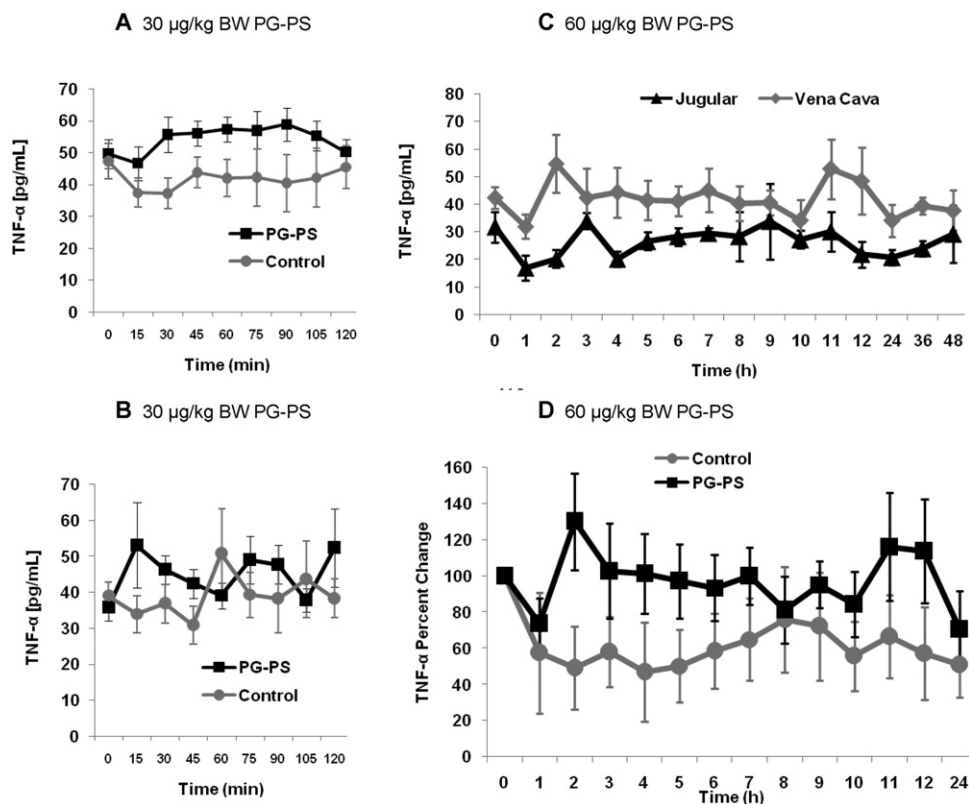 A 30 µg/kg BW PG-PS
70
60
50
40
30
20
10
0
TNF-α [pg/mL]
PG-PS
Control
0 15 30 45 60 75 90 105 120
Time (min)
C 60 µg/kg BW PG-PS
80
70
60
50
40
30
20
10
0
TNF-α [pg/mL]
Jugular Vena Cava
0 1 2 3 4 5 6 7 8 9 10 11 12 24 36 48
Time (h)
B 30 µg/kg BW PG-PS
70
60
50
40
30
20
10
0
TNF-α [pg/mL]
PG-PS
Control
0 15 30 45 60 75 90 105 120
Time (min)
D 60 µg/kg BW PG-PS
160
140
120
100
80
60
40
20
0
TNF-α Percent Change
Control
PG-PS
0 1 2 3 4 5 6 7 8 9 10 11 12 24
Time (h)